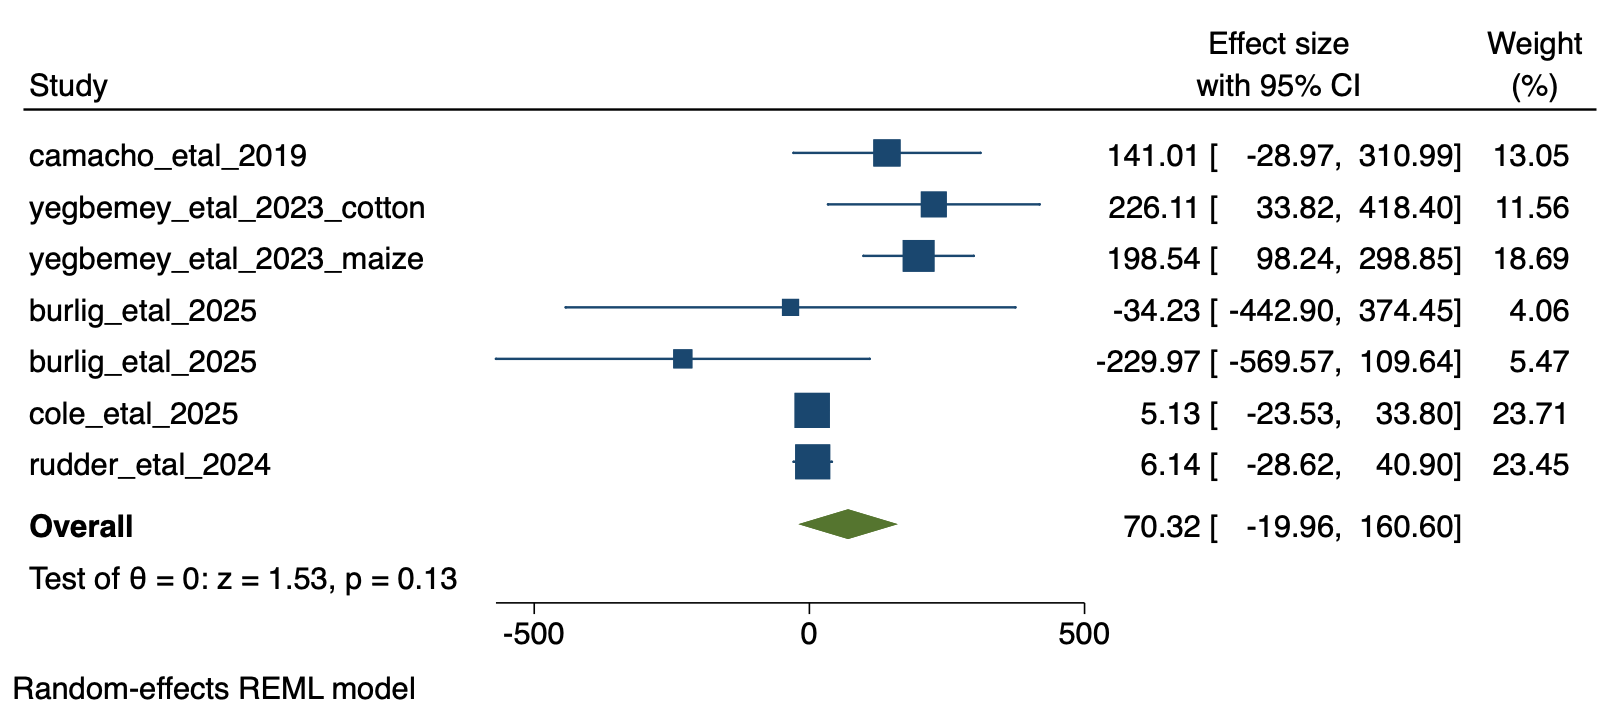 Effect size Weight
Study with 95% CI (%)
camacho_etal_2019 141.01 [ -28.97, 310.99] 13.05
yegbemey_etal_2023_cotton 226.11 [ 33.82, 418.40] 11.56
yegbemey_etal_2023_maize 198.54 [ 98.24, 298.85] 18.69
burlig_etal_2025 -34.23 [ -442.90, 374.45] 4.06
burlig_etal_2025 -229.97 [ -569.57, 109.64] 5.47
cole_etal_2025 5.13 [ -23.53, 33.80] 23.71
rudder_etal_2024 6.14 [ -28.62, 40.90] 23.45
Overall 70.32 [ -19.96, 160.60]
Test of θ = 0: z = 1.53, p = 0.13
-500 0 500
Random-effects REML model